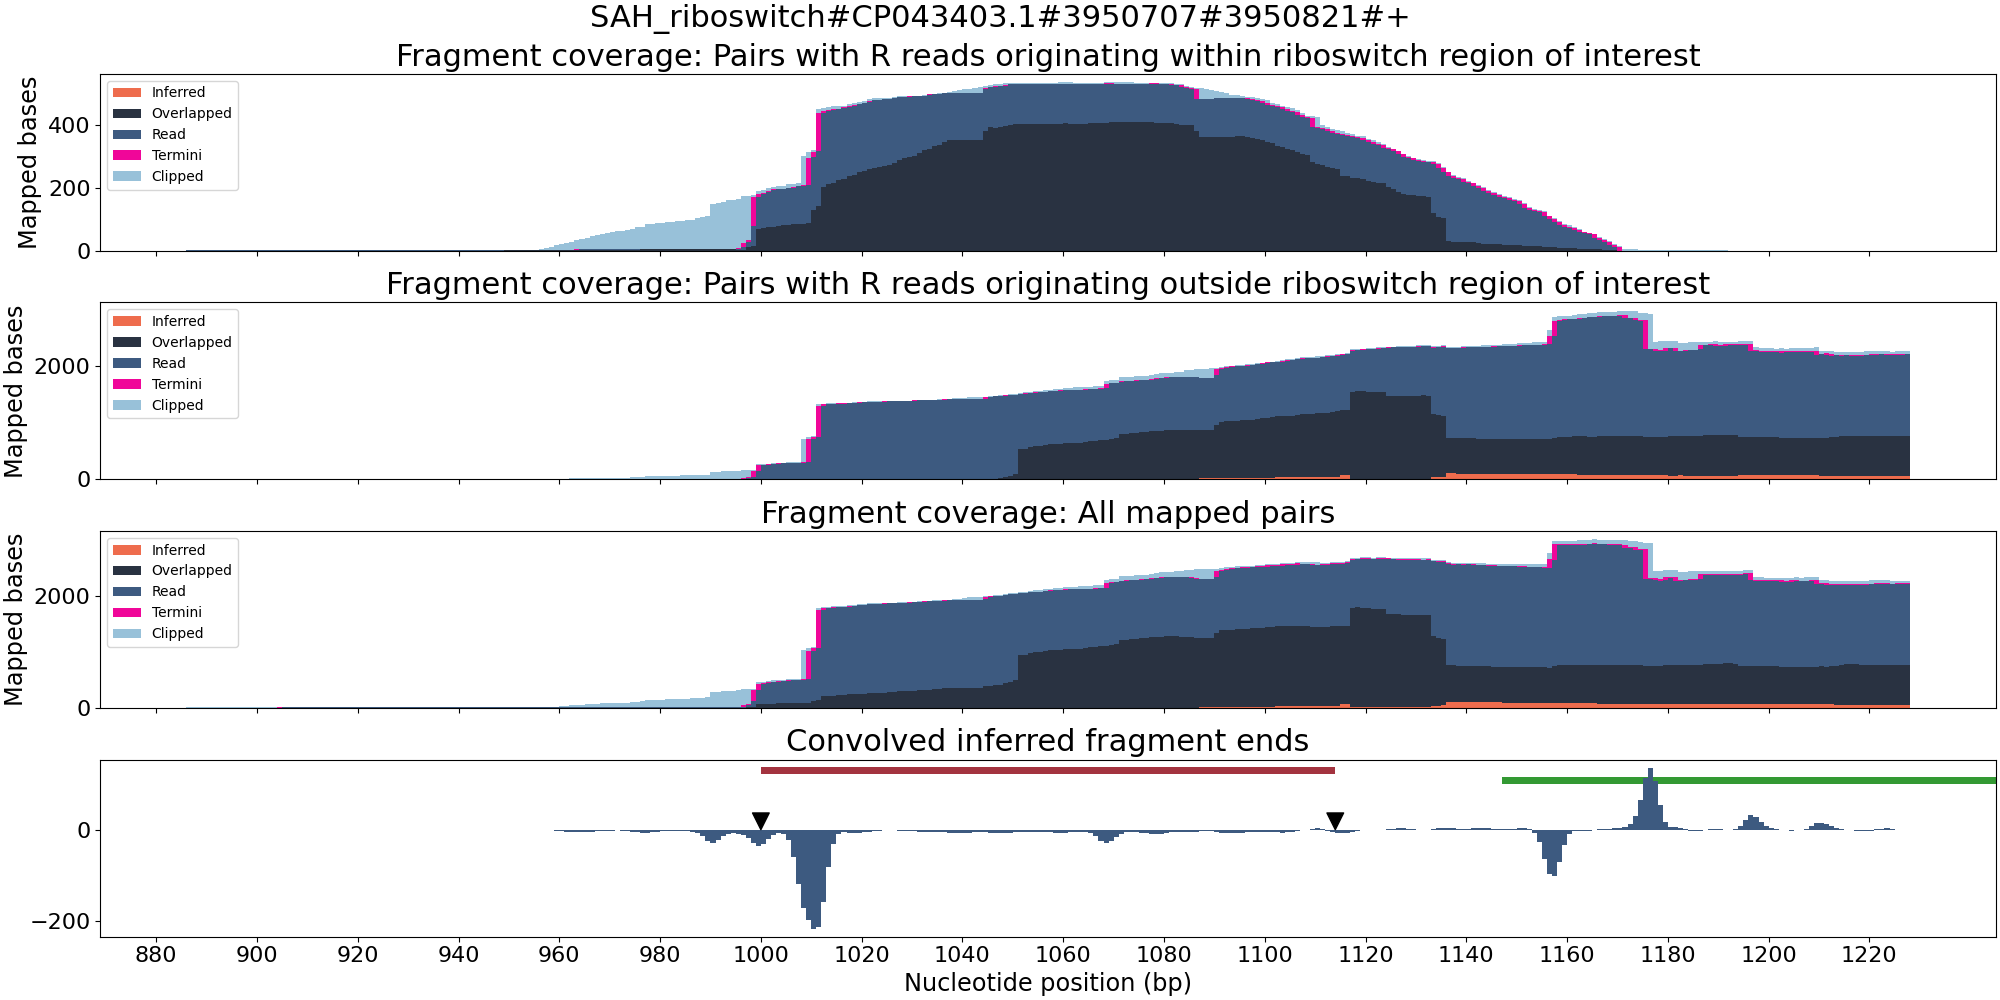 SAH_riboswitch#CP043403.1#3950707#3950821#+
Fragment coverage: Pairs with R reads originating within riboswitch region of interest
Mapped bases
400
200
0
Inferred
Overlapped
Read
Termini
Clipped
Fragment coverage: Pairs with R reads originating outside riboswitch region of interest
Mapped bases
2000
0
Inferred
Overlapped
Read
Termini
Clipped
Fragment coverage: All mapped pairs
Mapped bases
2000
0
Inferred
Overlapped
Read
Termini
Clipped
Convolved inferred fragment ends
0
−200
880 900 920 940 960 980 1000 1020 1040 1060 1080 1100 1120 1140 1160 1180 1200 1220
Nucleotide position (bp)